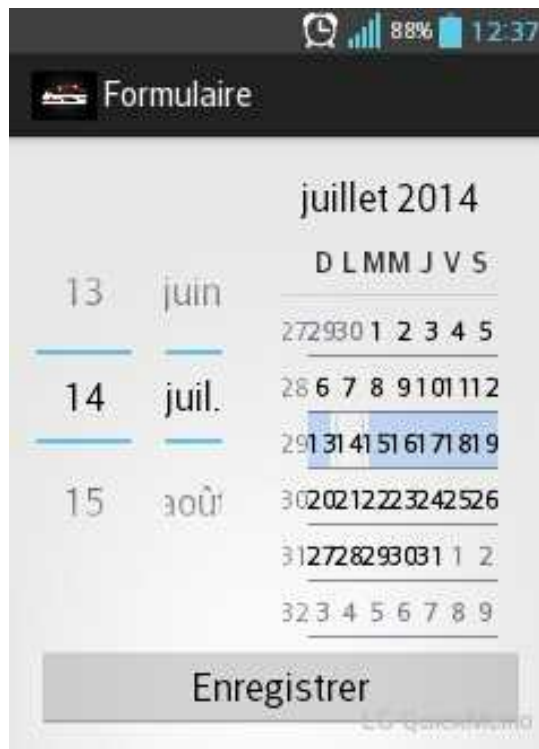 88% 12:37
Formulaire
juillet 2014
D L M M J V S
13 juin
27 29 30 1 2 3 4 5
14 juil.
28 6 7 8 9 10 11 12
29 13 14 15 16 17 18 19
15 août
30 20 21 22 23 24 25 26
31 27 28 29 30 31 1 2
32 3 4 5 6 7 8 9
Enregistrer
LG QuickMemo